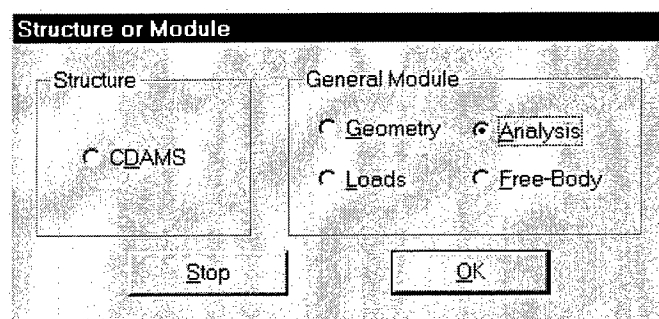 Structure or Module
Structure
CDAMS
General Module
Geometry
Analysis
Loads
Free-Body
Stop
OK